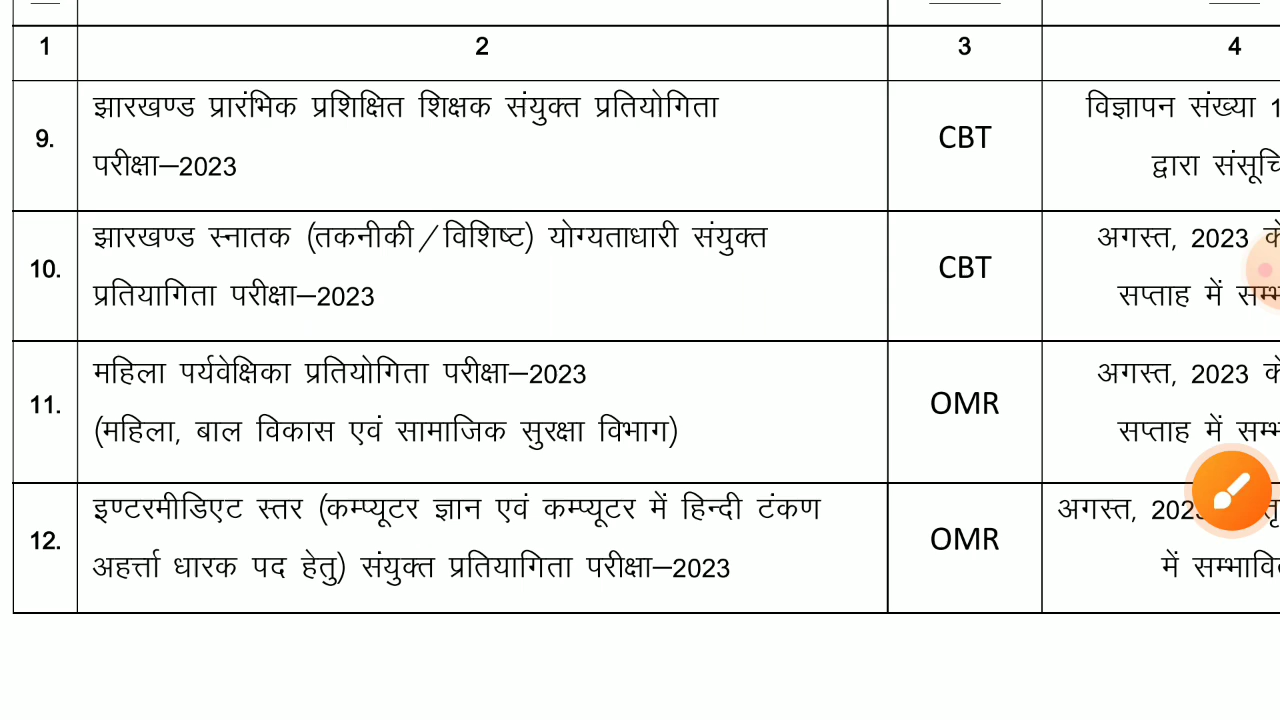 1 2 3 4
9. झारखण्ड प्रारंभिक प्रशिक्षित शिक्षक संयुक्त प्रतियोगिता CBT विज्ञापन संख्या
परीक्षा–2023 द्वारा
10. झारखण्ड स्नातक (तकनीकी/विशिष्ट) योग्यताधारी संयुक्त CBT अगस्त, 2023
प्रतियागिता परीक्षा–2023 सप्ताह में
11. महिला पर्यवेक्षिका प्रतियोगिता परीक्षा–2023 OMR अगस्त, 2023
(महिला, बाल विकास एवं सामाजिक सुरक्षा विभाग) सप्ताह में
12. इण्टरमीडिएट स्तर (कम्प्यूटर ज्ञान एवं कम्प्यूटर में हिन्दी टंकण OMR अगस्त,
अहर्त्ता धारक पद हेतु) संयुक्त प्रतियागिता परीक्षा–2023 में